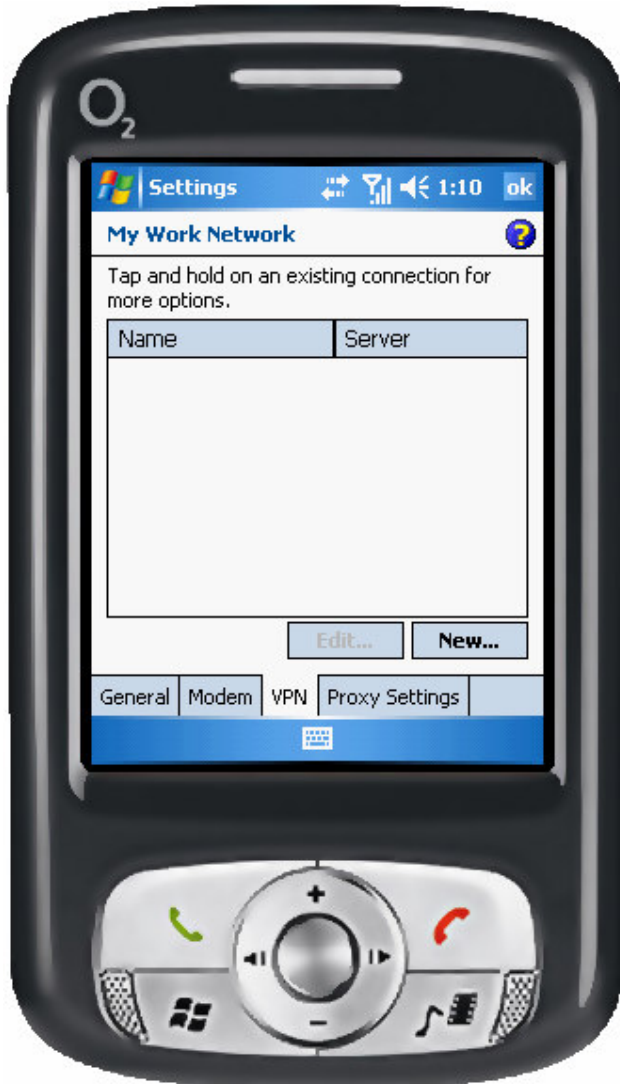 O2
Settings 1:10 ok
My Work Network ?
Tap and hold on an existing connection for
more options.
Name Server
Edit... New...
General Modem VPN Proxy Settings